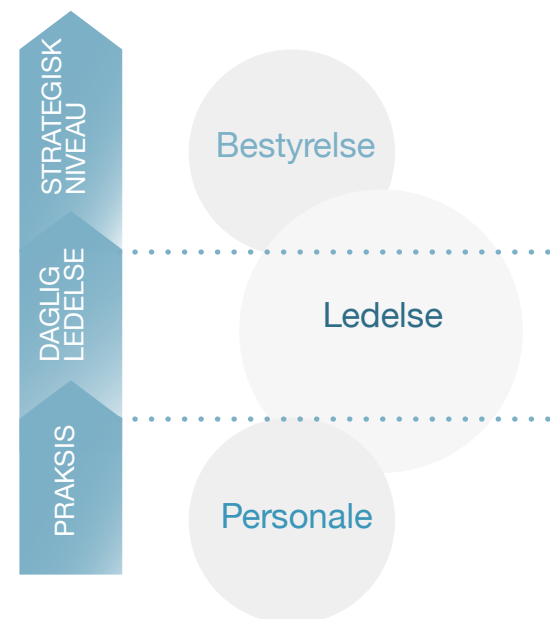 STRATEGISK
NIVEAU
Bestyrelse
DAGLIG
LEDELSE
Ledelse
PRAKSIS
Personale